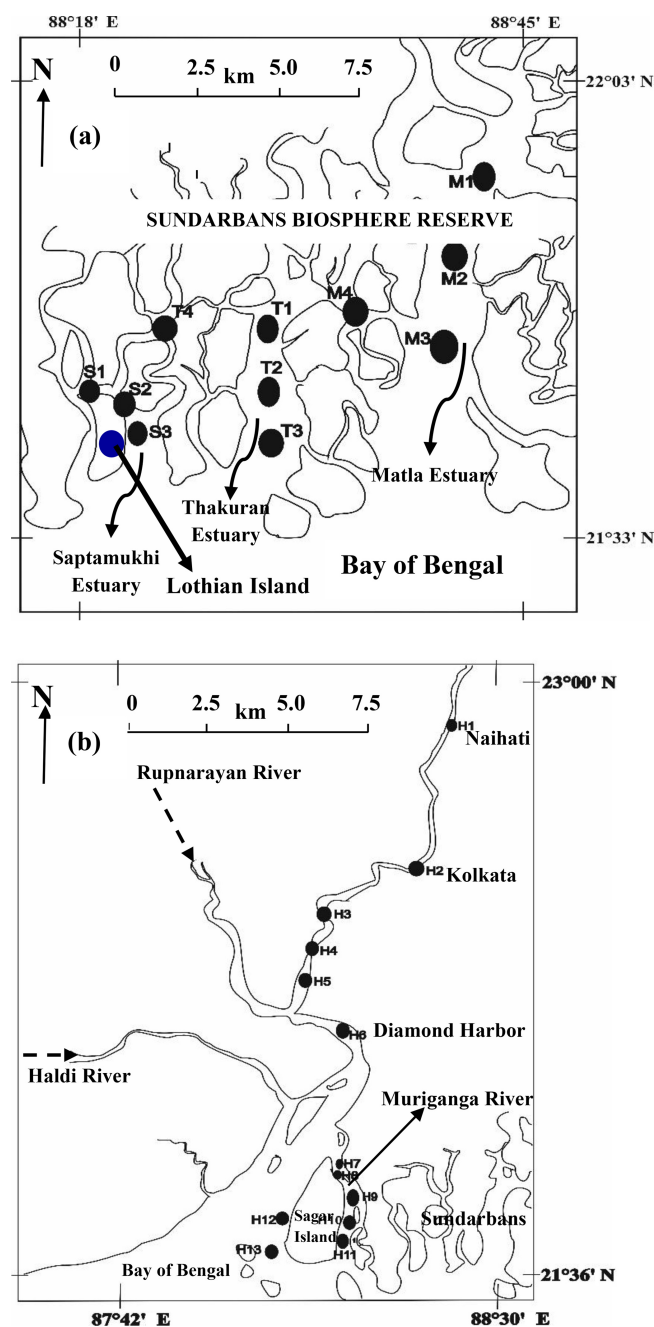 88°18' E 88°45' E
N
0 2.5 5.0 7.5
km
22°03' N
(a)
M1
SUNDARBANS BIOSPHERE RESERVE
M2
M4
T4 T1
M3
S1 T2
S2
S3 T3
Matla Estuary
Thakuran
Estuary
21°33' N
Saptamukhi
Estuary
Bay of Bengal
Lothian Island
23°00' N
N
0 2.5 5.0 7.5
km
(b)
H1
Naihati
Rupnarayan River
H2
Kolkata
H3
H4
H5
H6
Diamond Harbor
Haldi River
Muriganga River
H7
H8
H9
H12
Sagar
H10
Island
Sundarbans
H13
H11
Bay of Bengal
21°36' N
87°42' E 88°30' E